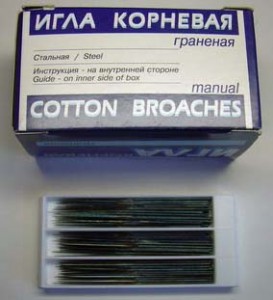 ИГЛА КОРНЕВАЯ
граненая
Стальная / Steel
Инструкция - на внутренней стороне
Guide - on inner side of box
manual
COTTON BROACHES